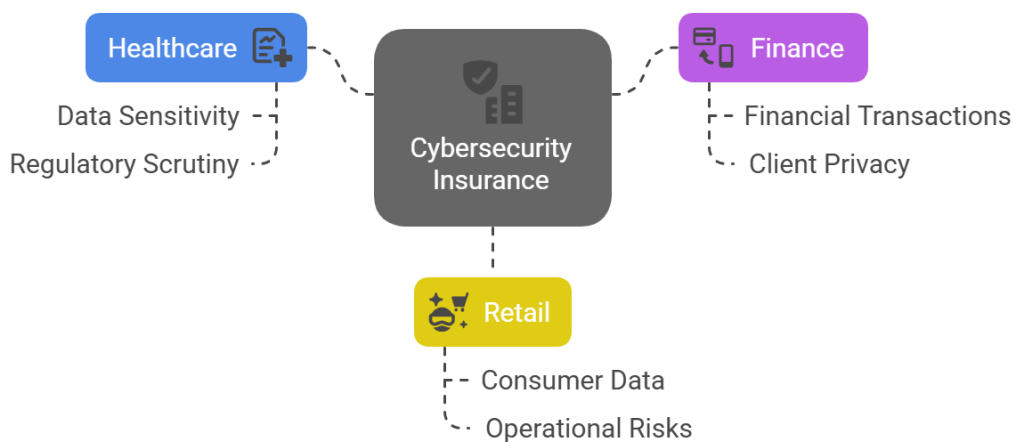 Healthcare
Data Sensitivity
Regulatory Scrutiny
Cybersecurity
Insurance
Finance
Financial Transactions
Client Privacy
Retail
Consumer Data
Operational Risks